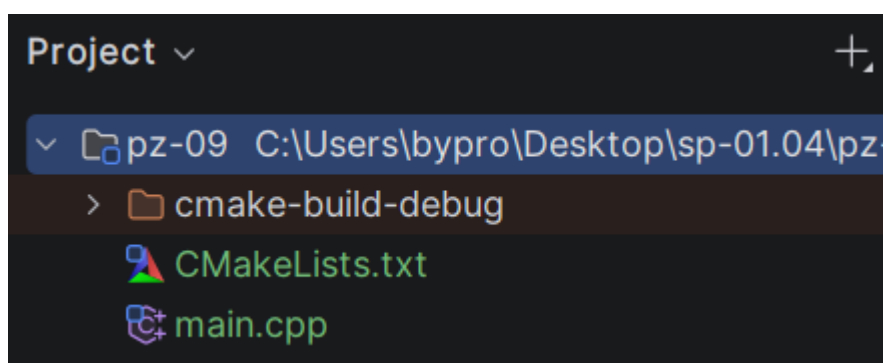 Project
pz-09 C:\Users\bypro\Desktop\sp-01.04\pz-
cmake-build-debug
CMakeLists.txt
main.cpp